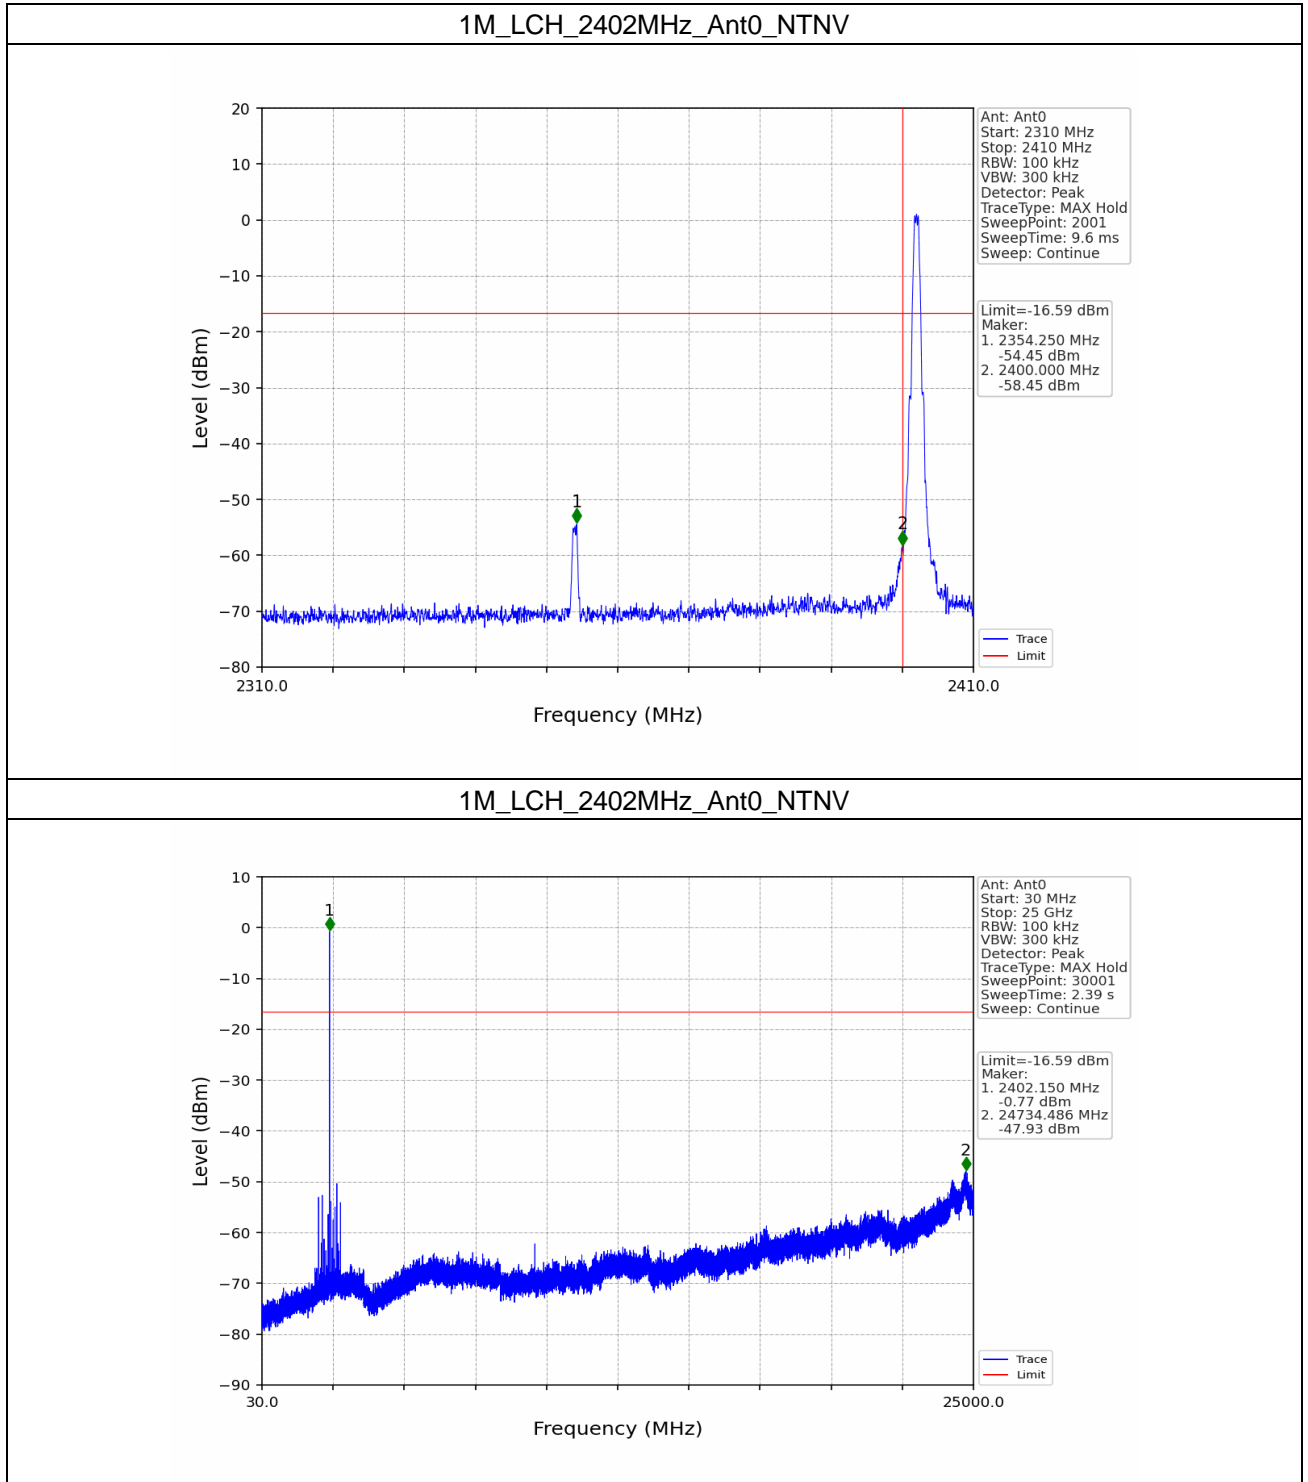 1M_LCH_2402MHz_Ant0_NTNV
20
10
0
−10
−20
−30
−40
−50
−60
−70
−80
Level (dBm)
1
2
2310.0
2410.0
Frequency (MHz)
Ant: Ant0
Start: 2310 MHz
Stop: 2410 MHz
RBW: 100 kHz
VBW: 300 kHz
Detector: Peak
TraceType: MAX Hold
SweepPoint: 2001
SweepTime: 9.6 ms
Sweep: Continue
Limit=-16.59 dBm
Maker:
1. 2354.250 MHz
-54.45 dBm
2. 2400.000 MHz
-58.45 dBm
Trace
Limit
1M_LCH_2402MHz_Ant0_NTNV
10
0
−10
−20
−30
−40
−50
−60
−70
−80
−90
Level (dBm)
1
2
30.0
25000.0
Frequency (MHz)
Ant: Ant0
Start: 30 MHz
Stop: 25 GHz
RBW: 100 kHz
VBW: 300 kHz
Detector: Peak
TraceType: MAX Hold
SweepPoint: 30001
SweepTime: 2.39 s
Sweep: Continue
Limit=-16.59 dBm
Maker:
1. 2402.150 MHz
-0.77 dBm
2. 24734.486 MHz
-47.93 dBm
Trace
Limit